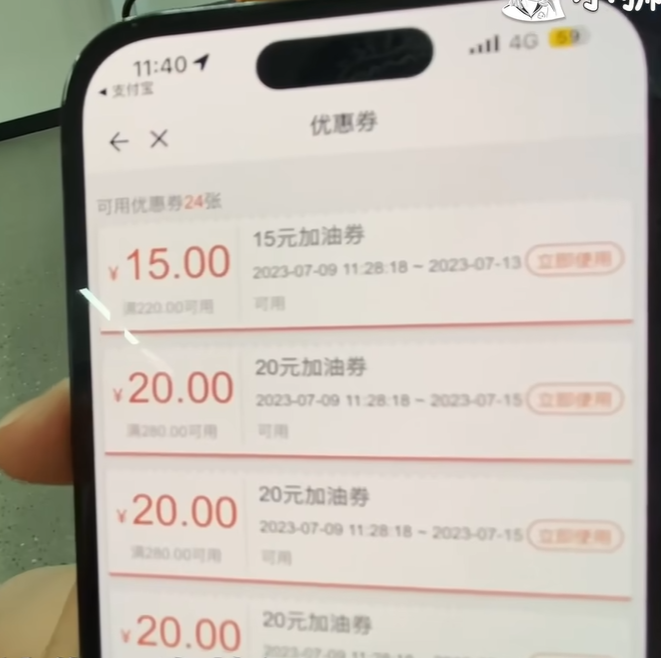 11:40
4G 59
◀ 支付宝
优惠券
可用优惠券24张
¥15.00
15元加油券
2023-07-09 11:28:18 ~ 2023-07-13
立即使用
满220.00可用
可用
¥20.00
20元加油券
2023-07-09 11:28:18 ~ 2023-07-15
立即使用
满280.00可用
可用
¥20.00
20元加油券
2023-07-09 11:28:18 ~ 2023-07-15
立即使用
满280.00可用
可用
¥20.00
20元加油券